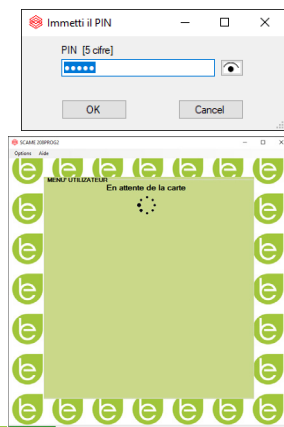 Immetti il PIN
PIN [5 cifre]
OK
Cancel
SCAME 208PROG2
Options Aide
MENU' UTILIZATEUR
En attente de la carte